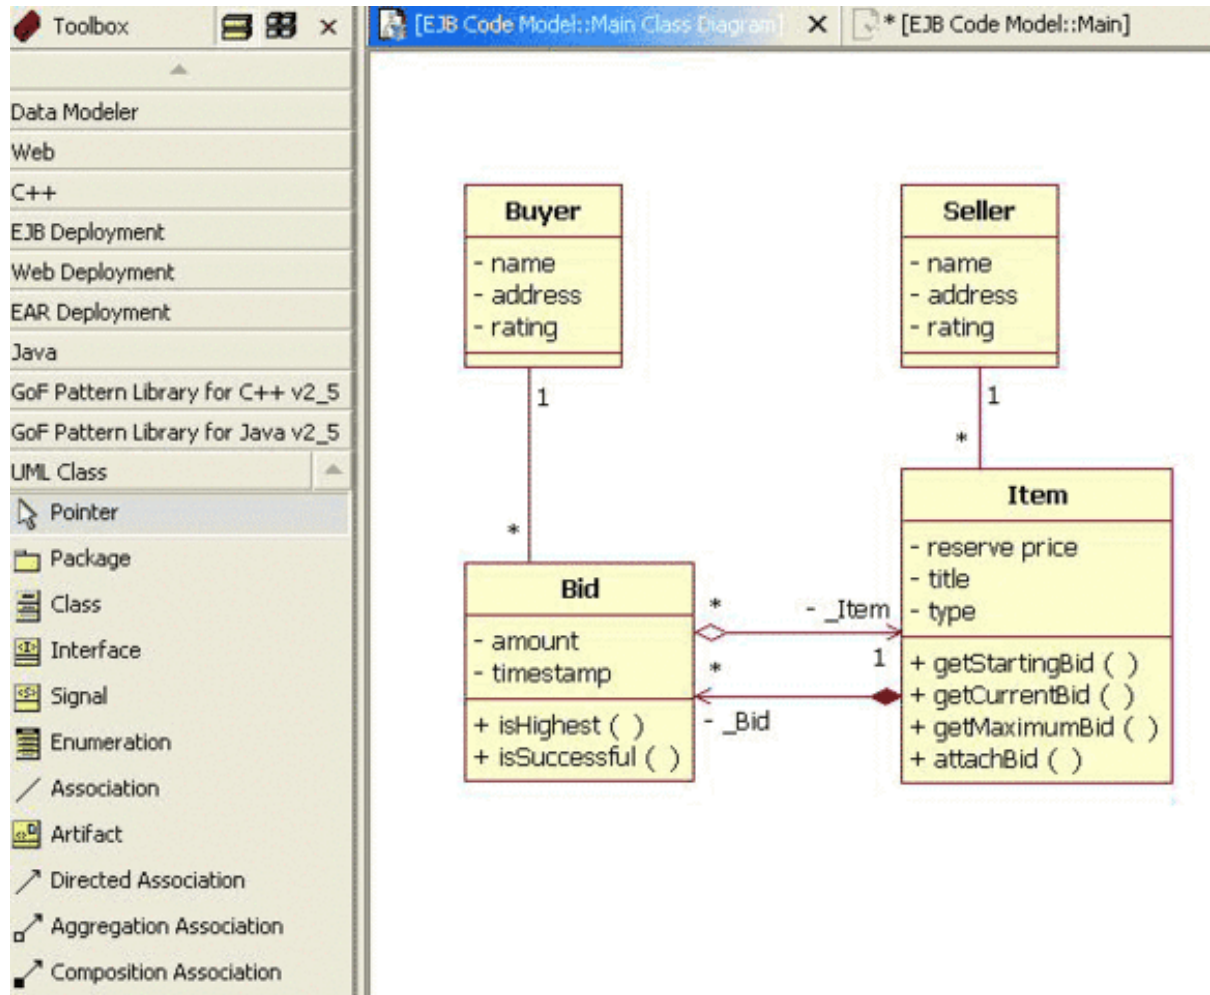 Toolbox
Data Modeler
Web
C++
EJB Deployment
Web Deployment
EAR Deployment
Java
GoF Pattern Library for C++ v2_5
GoF Pattern Library for Java v2_5
UML Class
Pointer
Package
Class
Interface
Signal
Enumeration
Association
Artifact
Directed Association
Aggregation Association
Composition Association
[EJB Code Model::Main Class Diagram]
* [EJB Code Model::Main]
Buyer
- name
- address
- rating
1
*
Seller
- name
- address
- rating
1
*
Bid
- amount
- timestamp
+ isHighest ( )
+ isSuccessful ( )
*
- _Item
1
*
- _Bid
Item
- reserve price
- title
- type
+ getStartingBid ( )
+ getCurrentBid ( )
+ getMaximumBid ( )
+ attachBid ( )